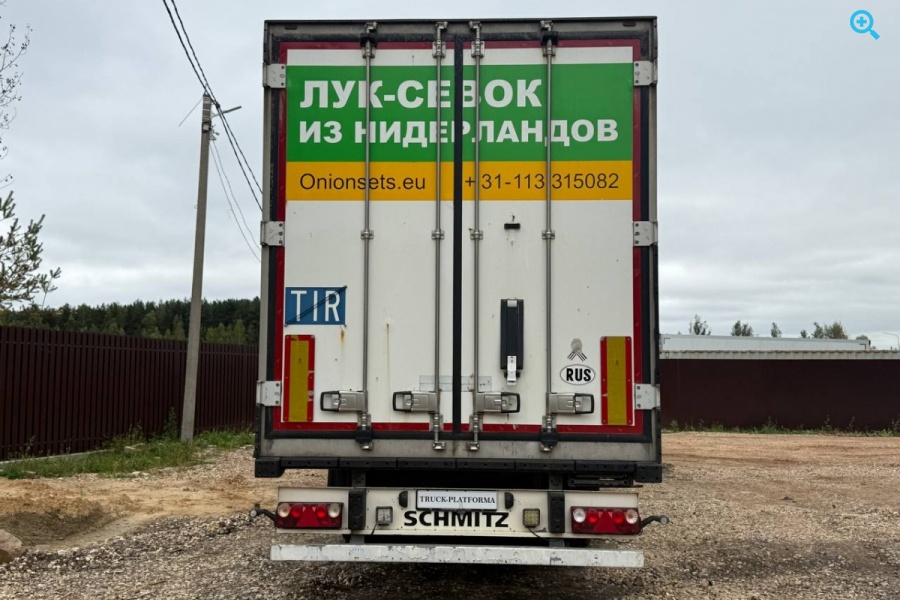 ЛУК-СЕВОК
ИЗ НИДЕРЛАНДОВ
Onionsets.eu +31-113 315082
TIR
RUS
TRUCK-PLATFORMA
SCHMITZ